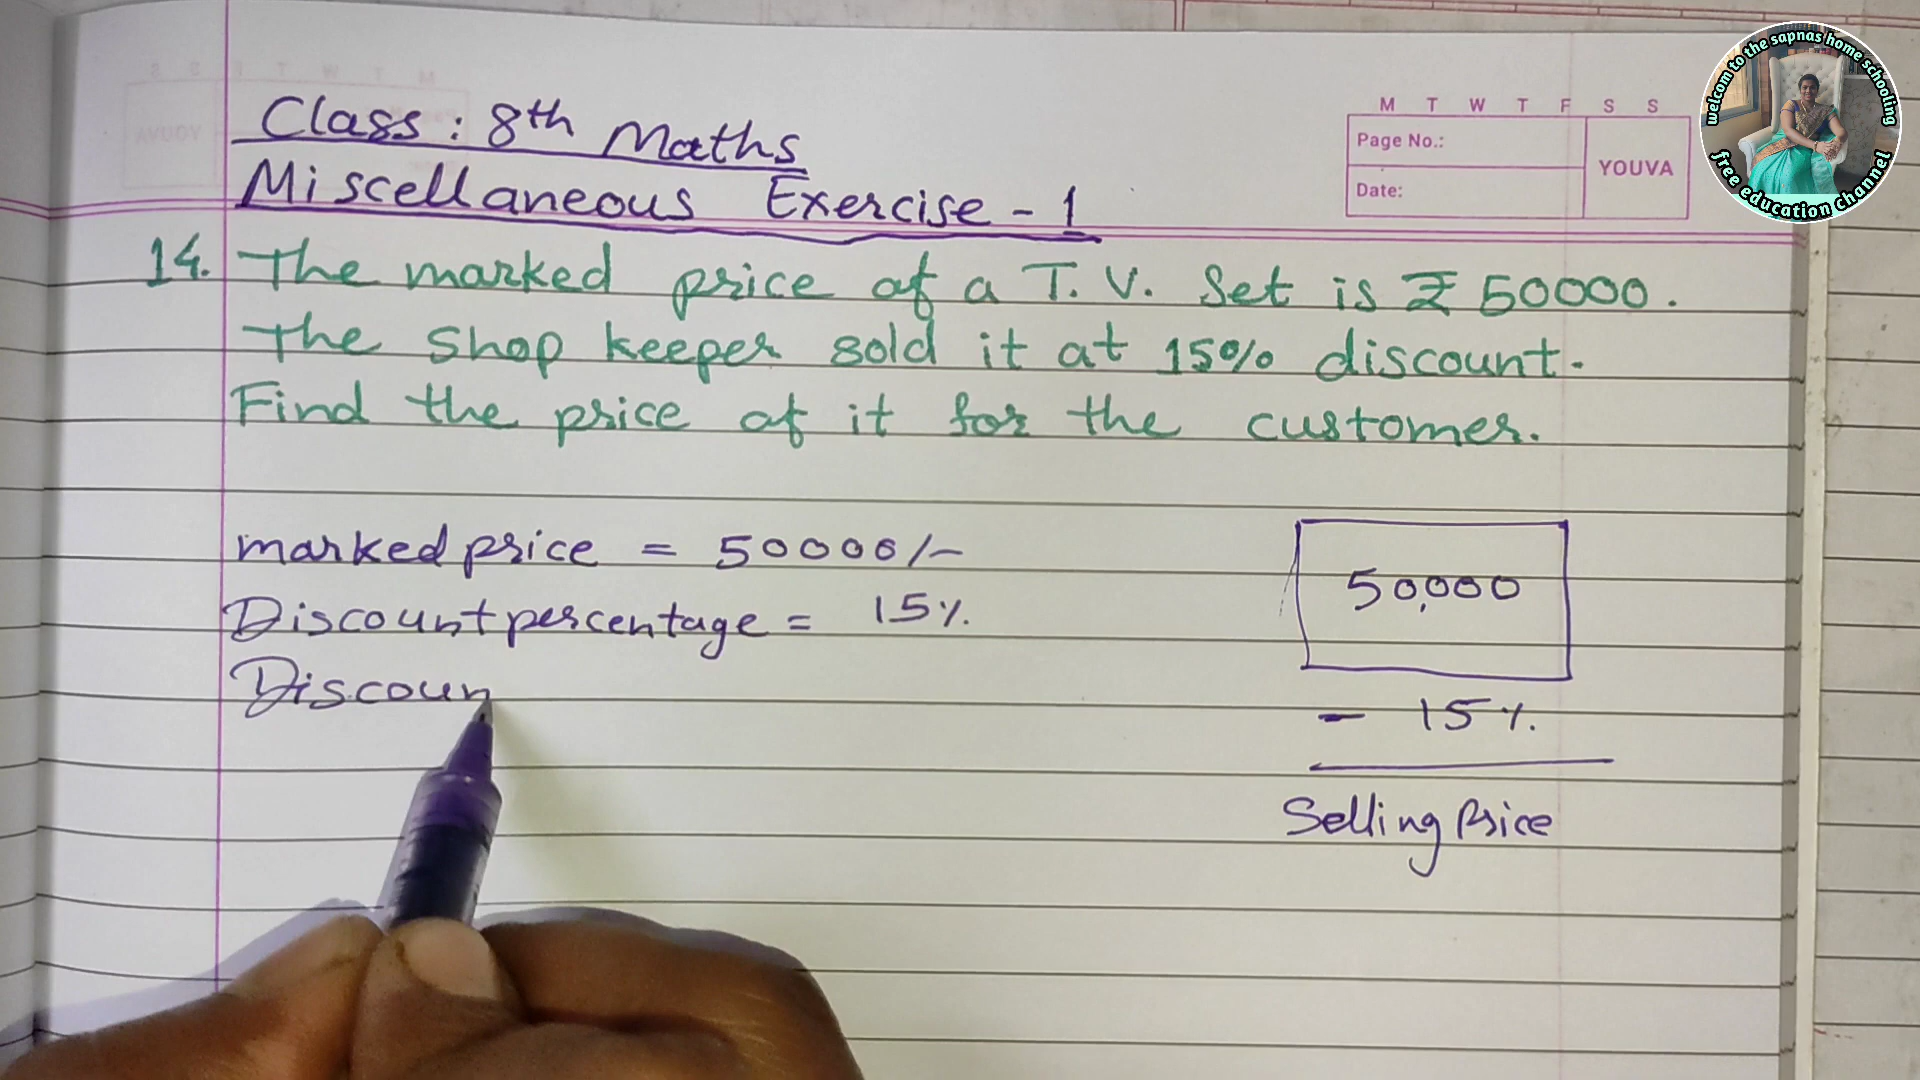 welcom to the sapnas home schooling
free education channel
M T W T F S S
Page No.:
YOUVA
Date:
Class: 8th Maths
Miscellaneous Exercise - 1
14. The marked price of a T.V. Set is ₹ 50000.
The shop keeper sold it at 15% discount.
Find the price of it for the customer.
marked price = 50000/-
Discount percentage = 15%.
Discoun
50,000
- 15%.
Selling Price